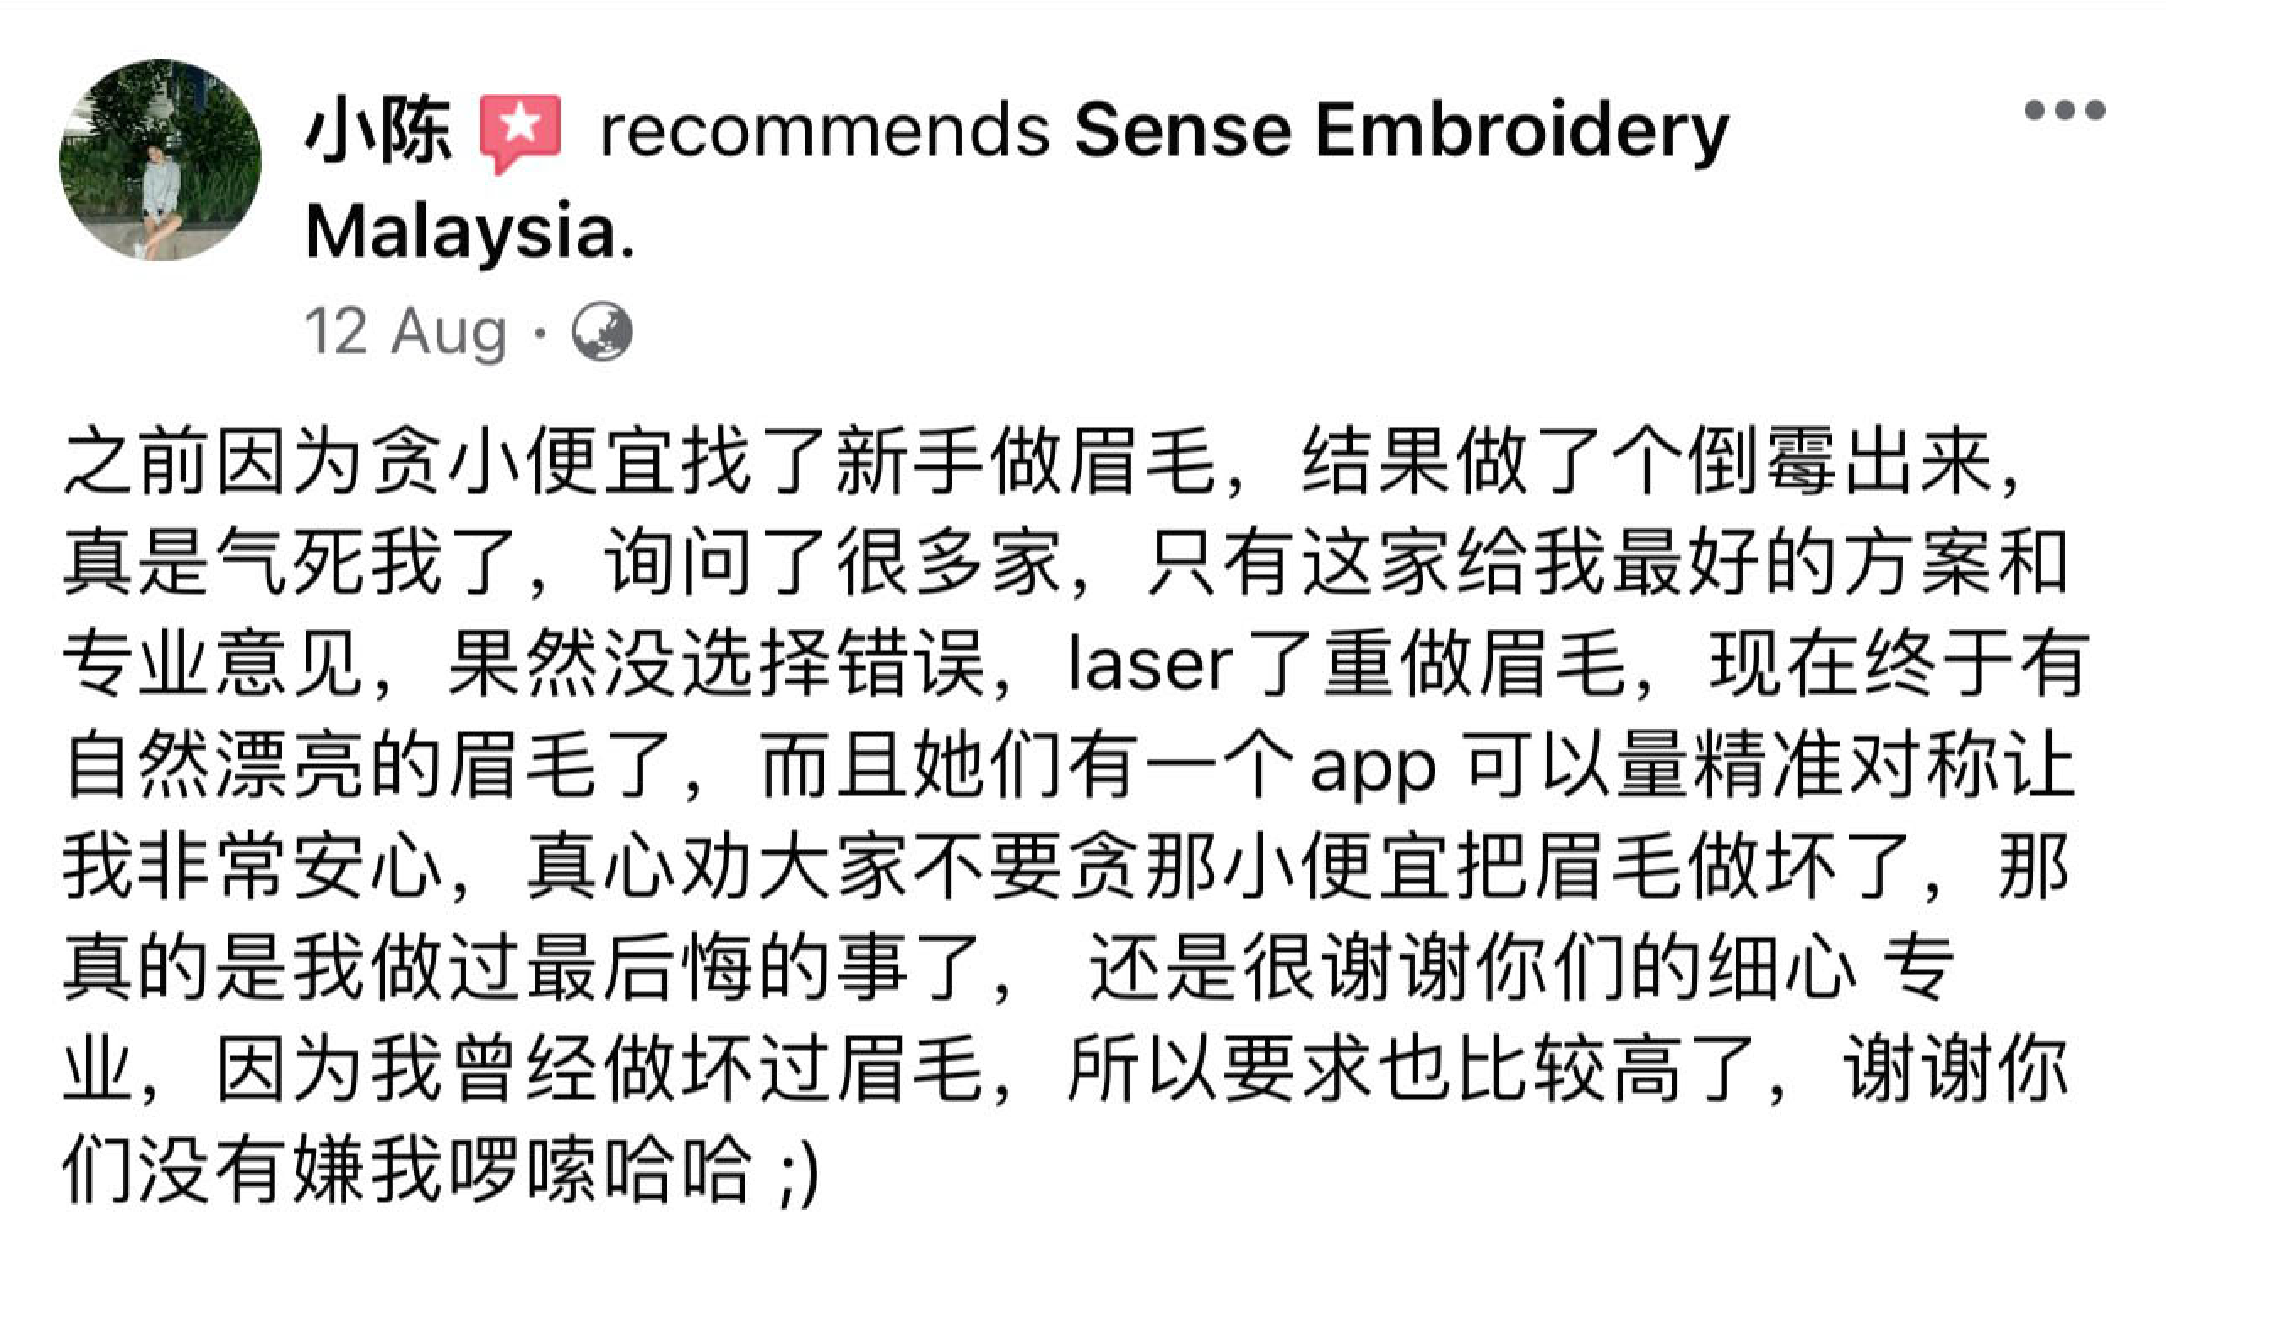 小陈 recommends Sense Embroidery
Malaysia.
12 Aug ·
之前因为贪小便宜找了新手做眉毛，结果做了个倒霉出来，
真是气死我了，询问了很多家，只有这家给我最好的方案和
专业意见，果然没选择错误，laser了重做眉毛，现在终于有
自然漂亮的眉毛了，而且她们有一个app 可以量精准对称让
我非常安心，真心劝大家不要贪那小便宜把眉毛做坏了，那
真的是我做过最后悔的事了， 还是很谢谢你们的细心 专
业，因为我曾经做坏过眉毛，所以要求也比较高了，谢谢你
们没有嫌我啰嗦哈哈 ;)